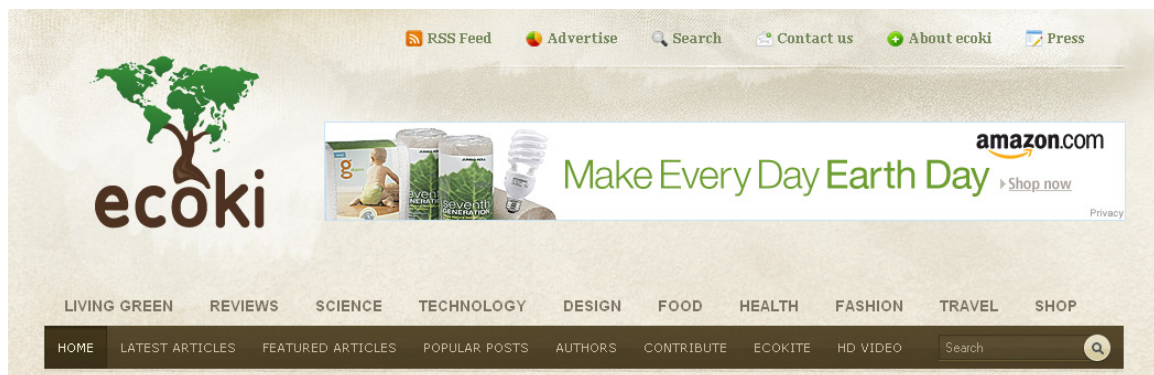 RSS Feed Advertise Search Contact us About ecoki Press
ecoki
amazon.com
Make Every Day Earth Day
Shop now
Privacy
g
seventh
GENERATION
LIVING GREEN REVIEWS SCIENCE TECHNOLOGY DESIGN FOOD HEALTH FASHION TRAVEL SHOP
HOME LATEST ARTICLES FEATURED ARTICLES POPULAR POSTS AUTHORS CONTRIBUTE ECOKITE HD VIDEO Search